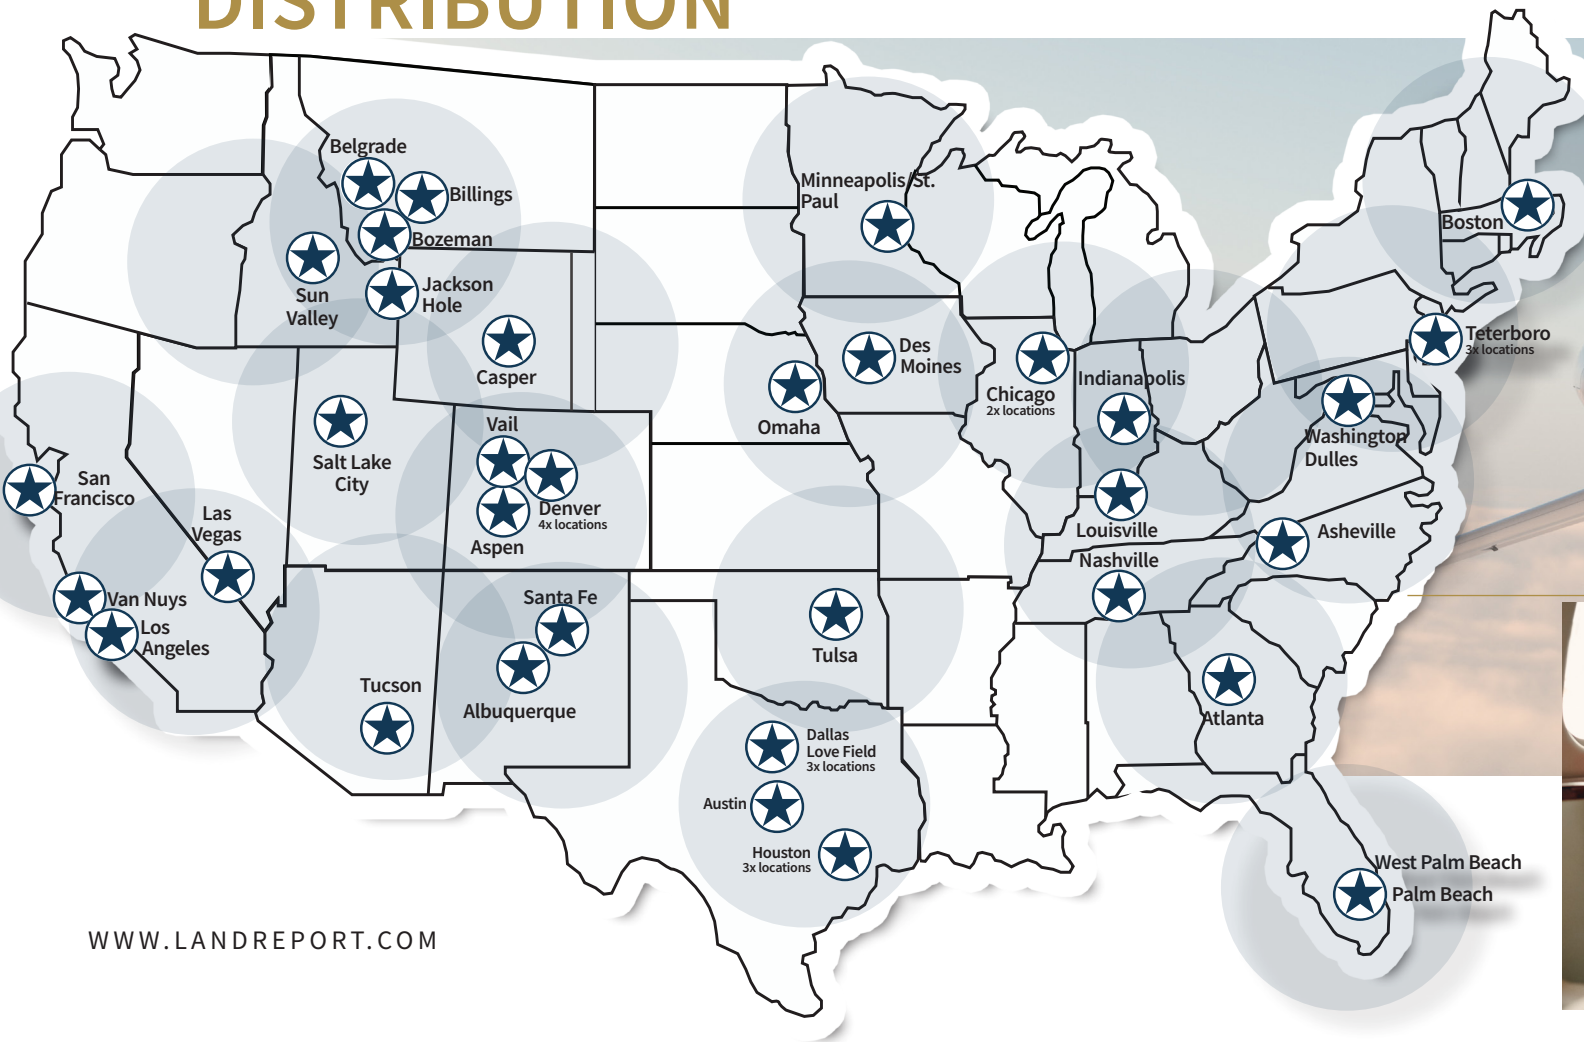 DISTRIBUTION
Belgrade
Billings
Bozeman
Sun
Valley
Jackson
Hole
Casper
Minneapolis/St.
Paul
Boston
Des
Moines
Omaha
Chicago
2x locations
Indianapolis
Teterboro
3x locations
Washington
Dulles
San
Francisco
Salt Lake
City
Vail
Denver
4x locations
Aspen
Las
Vegas
Louisville
Nashville
Asheville
Van Nuys
Los
Angeles
Santa Fe
Albuquerque
Tucson
Tulsa
Atlanta
Dallas
Love Field
3x locations
Austin
Houston
3x locations
West Palm Beach
Palm Beach
WWW.LANDREPORT.COM